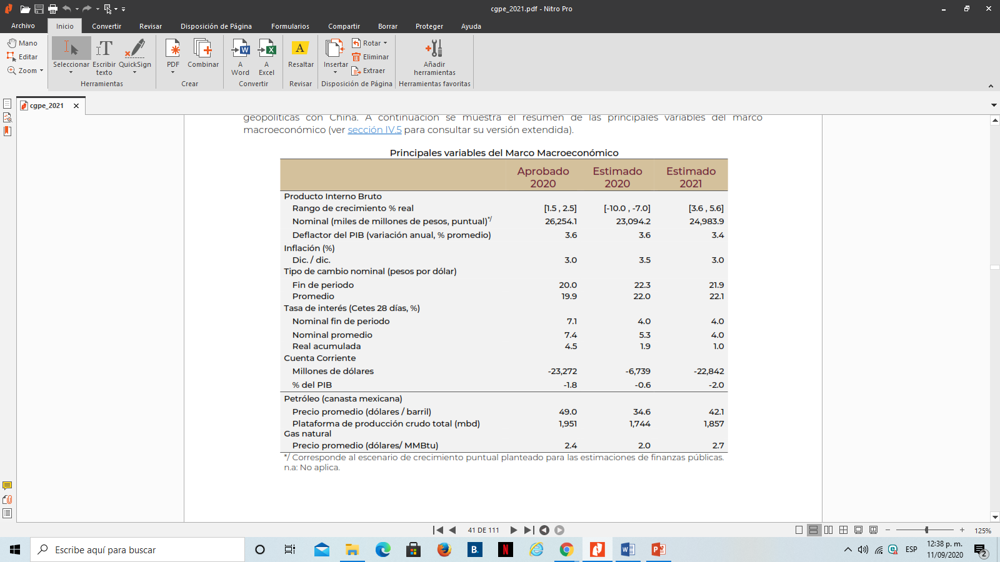 cgpe_2021.pdf - Nitro Pro
Archivo Inicio Convertir Revisar Disposición de Página Formularios Compartir Borrar Proteger Ayuda
Mano
Editar
Zoom
Seleccionar
Escribir texto
QuickSign
Herramientas
PDF
Combinar
Crear
A Word
A Excel
Convertir
Resaltar
Revisar
Insertar
Rotar
Eliminar
Extraer
Disposición de Página
Añadir herramientas
Herramientas favoritas
cgpe_2021
geopolíticas con China. A continuación se muestra el resumen de las principales variables del marco
macroeconómico (ver sección IV.5 para consultar su versión extendida).
Principales variables del Marco Macroeconómico
Aprobado 2020 Estimado 2020 Estimado 2021
Producto Interno Bruto
Rango de crecimiento % real [1.5 , 2.5] [-10.0 , -7.0] [3.6 , 5.6]
Nominal (miles de millones de pesos, puntual)*/ 26,254.1 23,094.2 24,983.9
Deflactor del PIB (variación anual, % promedio) 3.6 3.6 3.4
Inflación (%)
Dic. / dic. 3.0 3.5 3.0
Tipo de cambio nominal (pesos por dólar)
Fin de periodo 20.0 22.3 21.9
Promedio 19.9 22.0 22.1
Tasa de interés (Cetes 28 días, %)
Nominal fin de periodo 7.1 4.0 4.0
Nominal promedio 7.4 5.3 4.0
Real acumulada 4.5 1.9 1.0
Cuenta Corriente
Millones de dólares -23,272 -6,739 -22,842
% del PIB -1.8 -0.6 -2.0
Petróleo (canasta mexicana)
Precio promedio (dólares / barril) 49.0 34.6 42.1
Plataforma de producción crudo total (mbd) 1,951 1,744 1,857
Gas natural
Precio promedio (dólares/ MMBtu) 2.4 2.0 2.7
*/ Corresponde al escenario de crecimiento puntual planteado para las estimaciones de finanzas públicas.
n.a: No aplica.
41 DE 111
125%
Escribe aquí para buscar
ESP
12:38 p. m.
11/09/2020
2